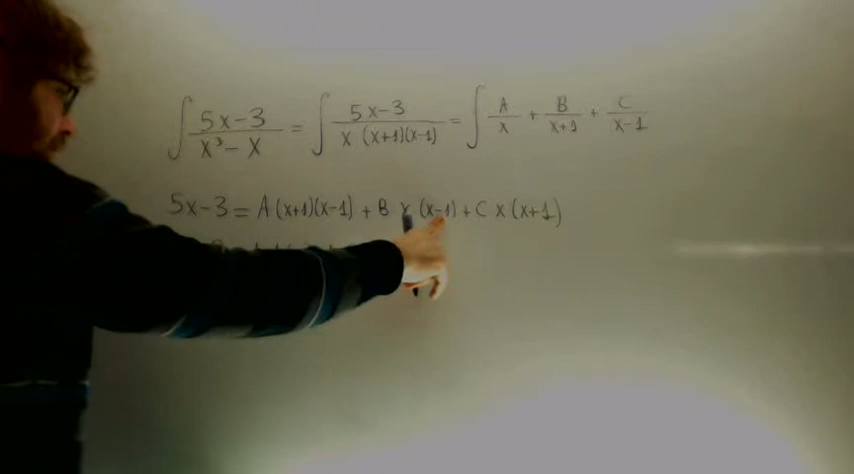 ∫ 5x-3 / x³-x = ∫ 5x-3 / x (x+1)(x-1) = ∫ A/x + B/x+1 + C/x-1
5x-3 = A(x+1)(x-1) + B x (x-1) + C x (x+1)